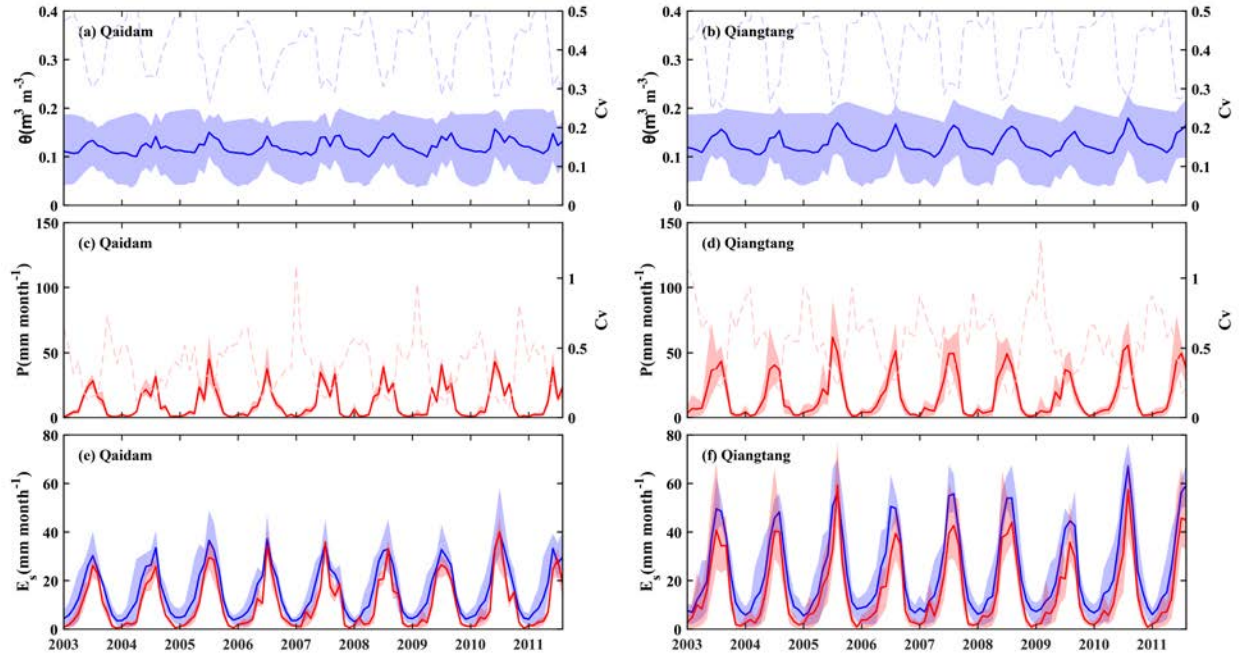 (a) Qaidam
0.4
0.3
0.2
0.1
0
θ(m³ m⁻³)
0.5
0.4
0.3
0.2
0.1
0
Cv
(b) Qiangtang
0.4
0.3
0.2
0.1
0
θ(m³ m⁻³)
0.5
0.4
0.3
0.2
0.1
0
Cv
(c) Qaidam
150
100
50
0
P(mm month⁻¹)
1
0.5
0
Cv
(d) Qiangtang
150
100
50
0
P(mm month⁻¹)
1
0.5
0
Cv
(e) Qaidam
80
60
40
20
0
Eₛ(mm month⁻¹)
2003 2004 2005 2006 2007 2008 2009 2010 2011
(f) Qiangtang
80
60
40
20
0
Eₛ(mm month⁻¹)
2003 2004 2005 2006 2007 2008 2009 2010 2011